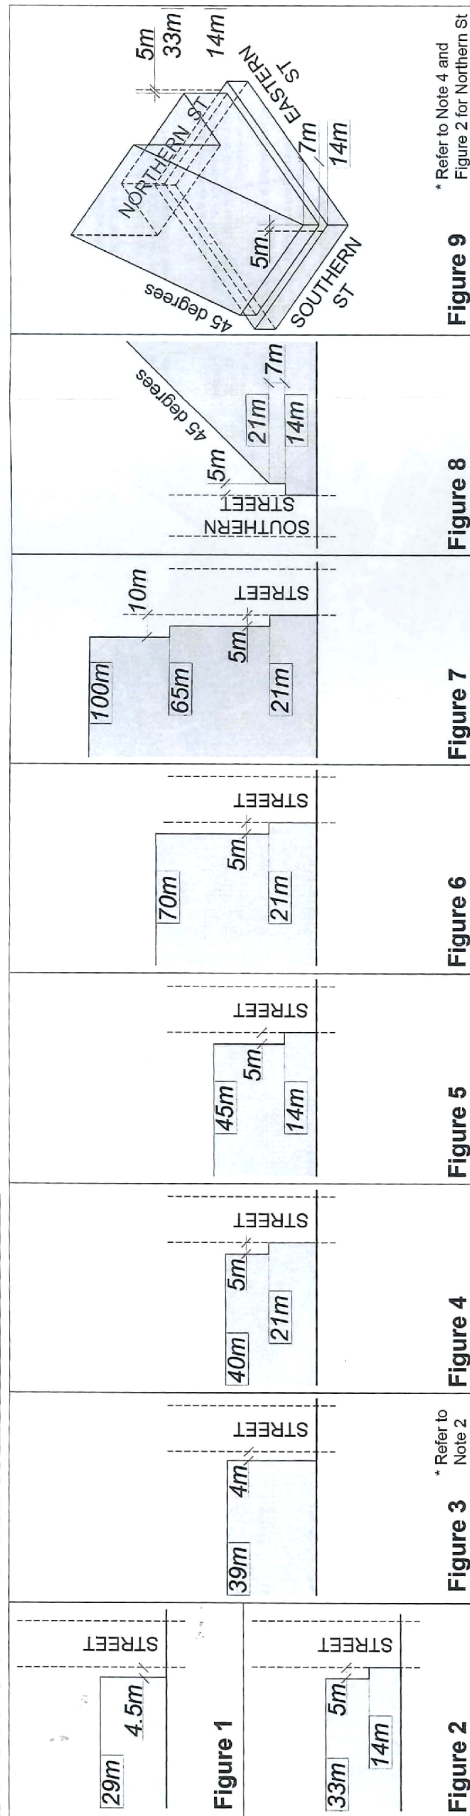 29m
4.5m
STREET
Figure 1
33m
5m
14m
STREET
Figure 2
39m
4m
STREET
Figure 3
* Refer to
Note 2
40m
5m
21m
STREET
Figure 4
45m
5m
14m
STREET
Figure 5
70m
5m
21m
STREET
Figure 6
100m
10m
65m
5m
21m
STREET
Figure 7
45 degrees
5m
SOUTHERN
STREET
21m
7m
14m
Figure 8
5m
33m
14m
NORTHERN ST
45 degrees
EASTERN
ST
5m
7m
14m
SOUTHERN
ST
Figure 9
* Refer to Note 4 and
Figure 2 for Northern St